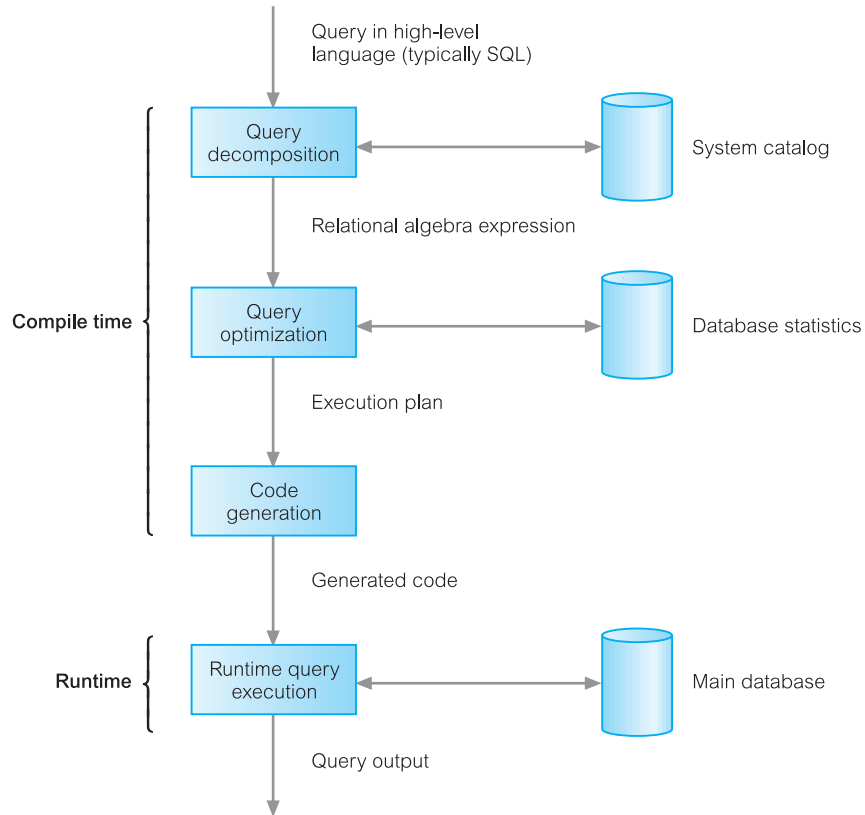 Query in high-level
language (typically SQL)
Query
decomposition
System catalog
Relational algebra expression
Compile time
Query
optimization
Database statistics
Execution plan
Code
generation
Generated code
Runtime
Runtime query
execution
Main database
Query output